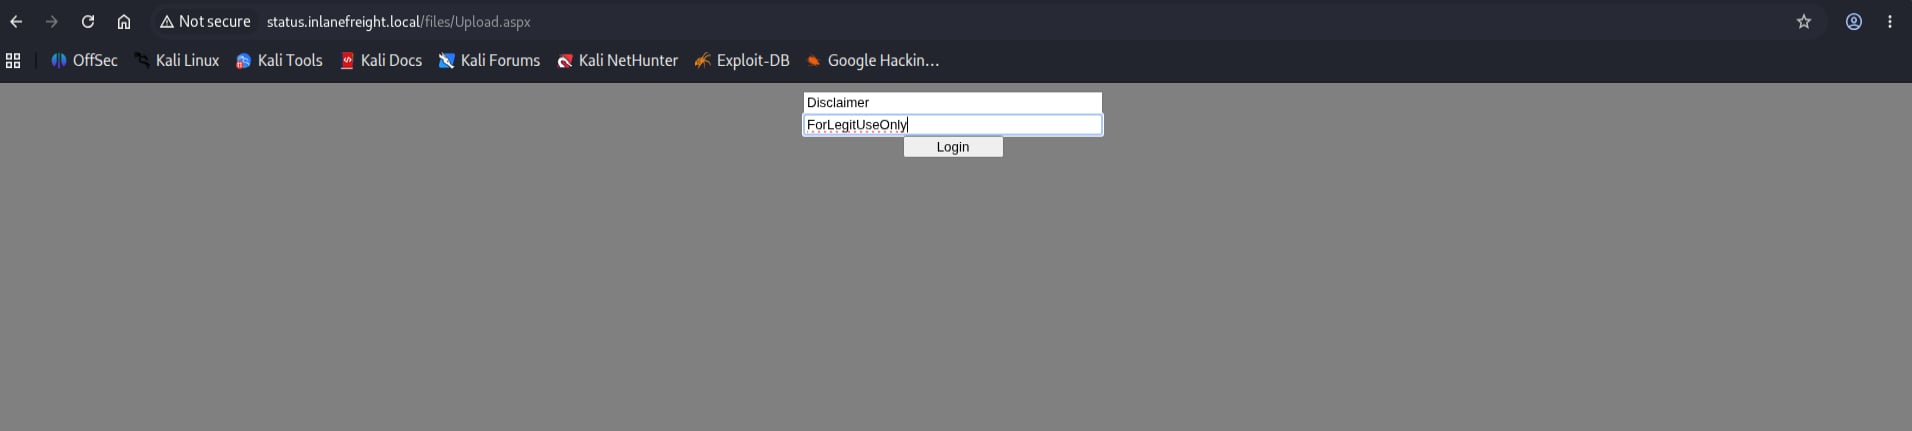 Not secure status.inlanefreight.local/files/Upload.aspx
OffSec Kali Linux Kali Tools Kali Docs Kali Forums Kali NetHunter Exploit-DB Google Hackin...
Disclaimer
ForLegitUseOnly
Login